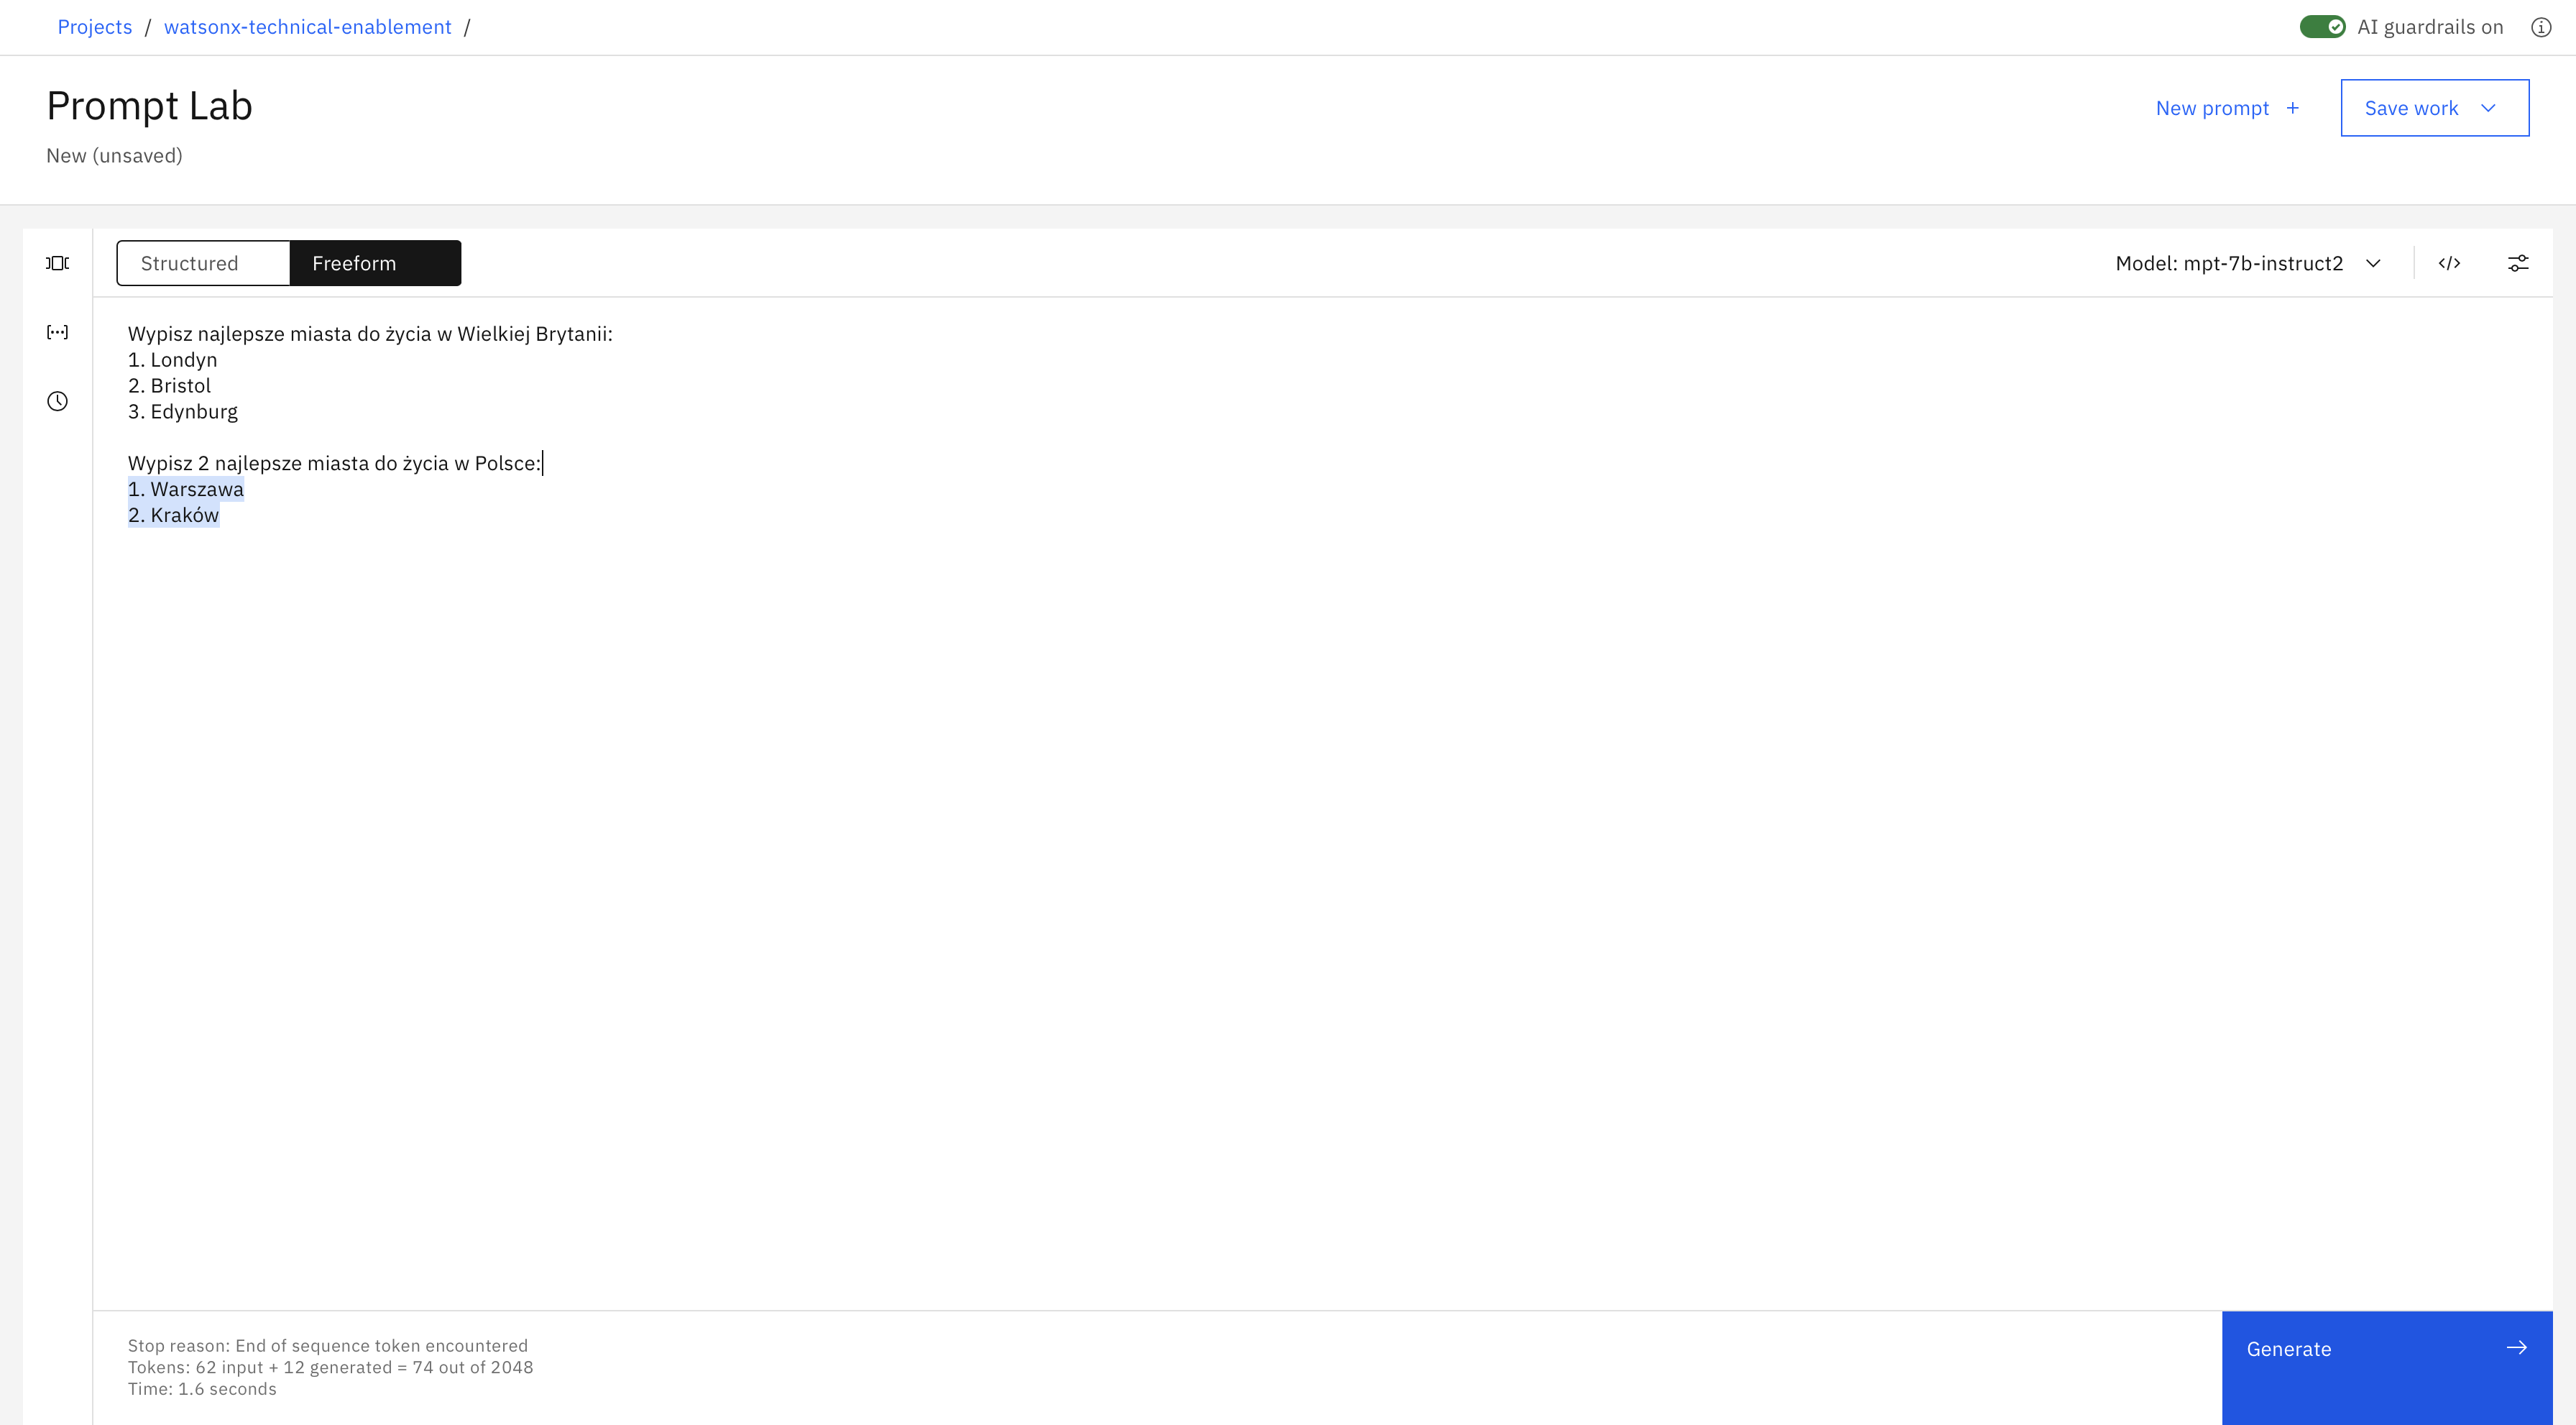 Projects / watsonx-technical-enablement /
AI guardrails on
Prompt Lab
New (unsaved)
New prompt +
Save work
Structured
Freeform
Model: mpt-7b-instruct2
Wypisz najlepsze miasta do życia w Wielkiej Brytanii:
1. Londyn
2. Bristol
3. Edynburg
Wypisz 2 najlepsze miasta do życia w Polsce:
1. Warszawa
2. Kraków
Stop reason: End of sequence token encountered
Tokens: 62 input + 12 generated = 74 out of 2048
Time: 1.6 seconds
Generate